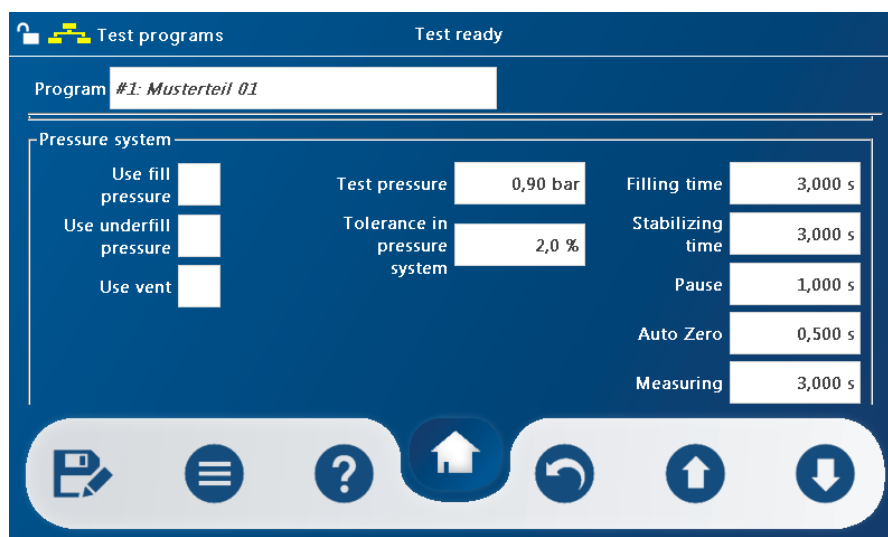 Test programs
Test ready
Program #1: Musterteil 01
Pressure system
Use fill
pressure
Use underfill
pressure
Use vent
Test pressure 0,90 bar
Tolerance in
pressure
system
2,0 %
Filling time 3,000 s
Stabilizing
time
3,000 s
Pause 1,000 s
Auto Zero 0,500 s
Measuring 3,000 s
?